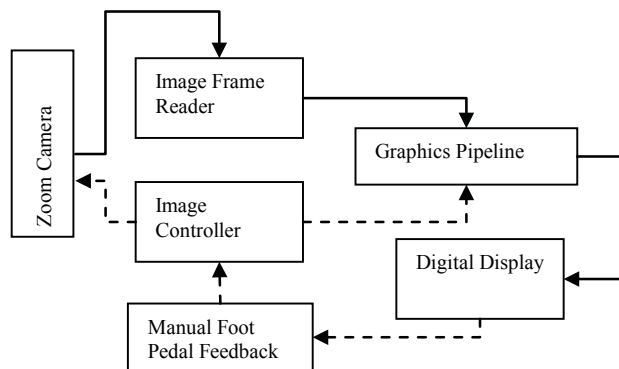 Zoom Camera
Image Frame
Reader
Graphics Pipeline
Image
Controller
Digital Display
Manual Foot
Pedal Feedback